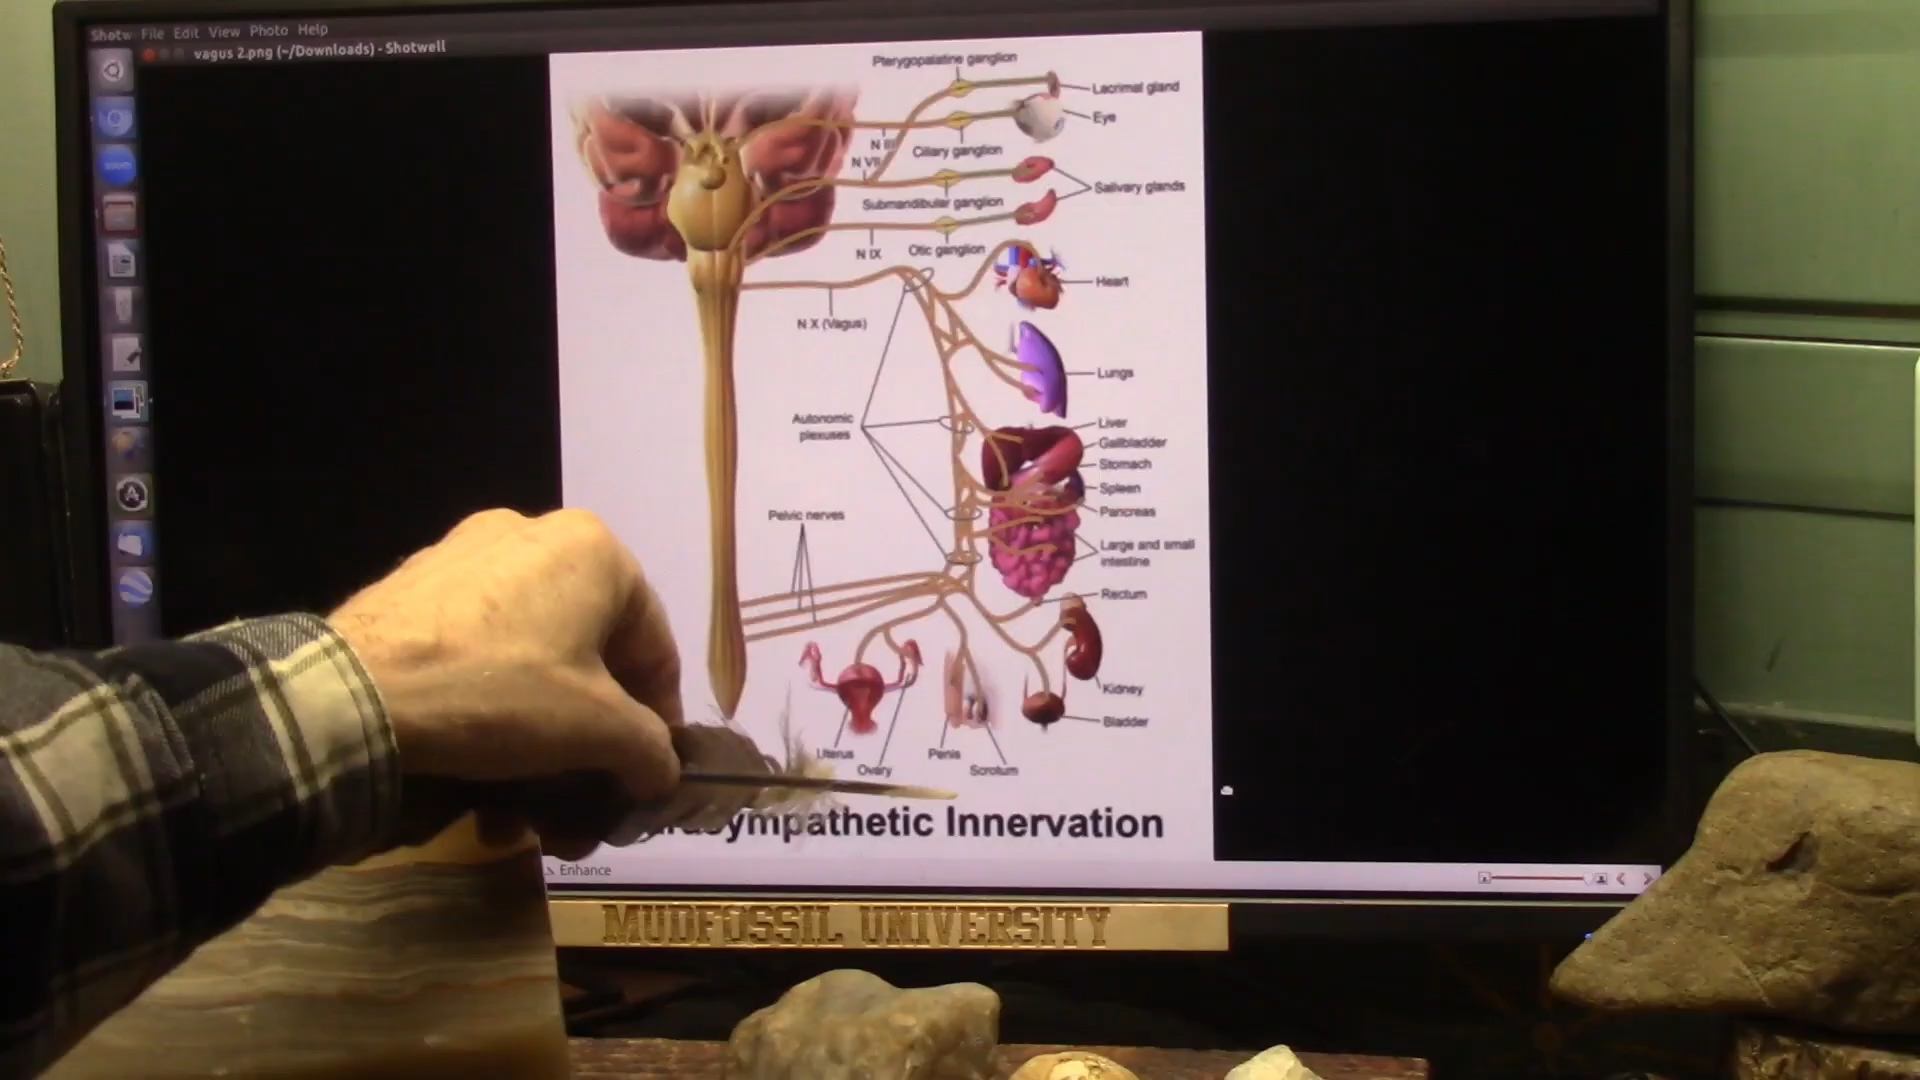 Shotw File Edit View Photo Help
vagus 2.png (~/Downloads) - Shotwell
Pterygopalatine ganglion
Lacrimal gland
Eye
N III
Ciliary ganglion
N VII
Salivary glands
Submandibular ganglion
N IX
Otic ganglion
Heart
N X (Vagus)
Lungs
Autonomic
plexuses
Liver
Gallbladder
Stomach
Spleen
Pancreas
Pelvic nerves
Large and small
intestine
Rectum
Kidney
Bladder
Uterus
Ovary
Penis
Scrotum
Innervation
Enhance
MUDFOSSIL UNIVERSITY